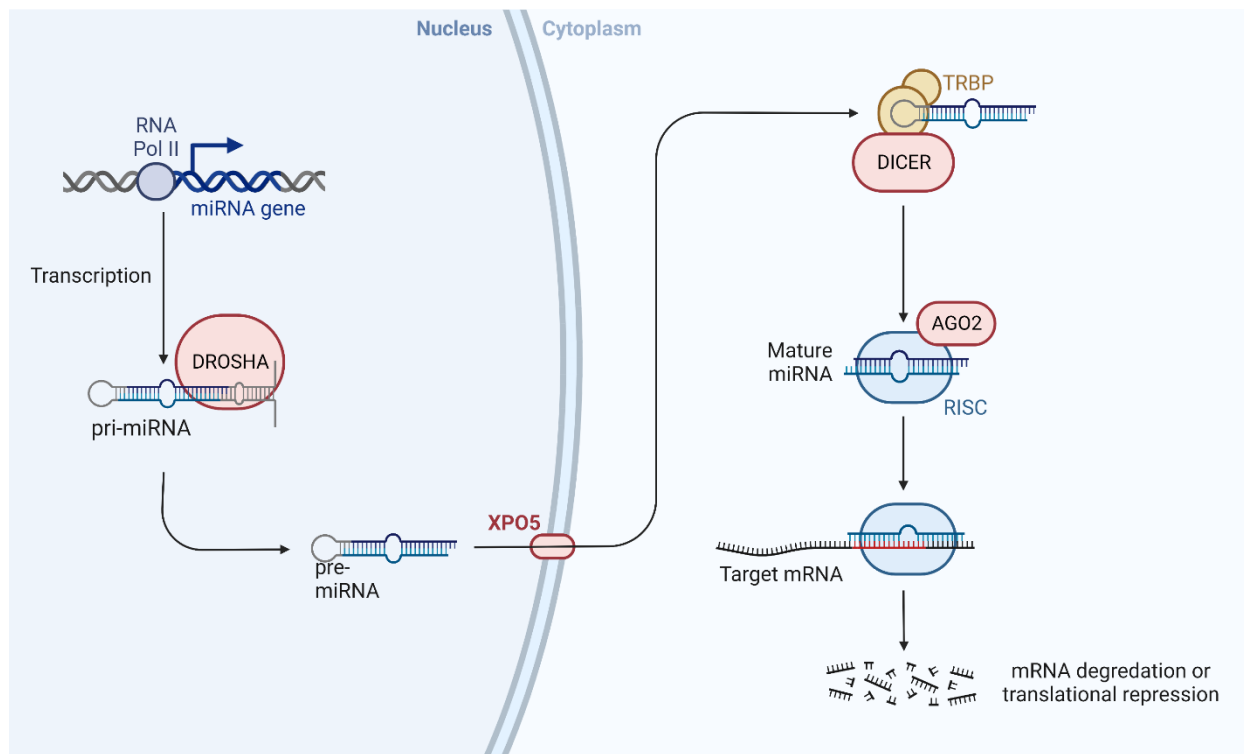 Nucleus
Cytoplasm
RNA
Pol II
miRNA gene
Transcription
DROSHA
pri-miRNA
pre-
miRNA
XPO5
TRBP
DICER
AGO2
Mature
miRNA
RISC
Target mRNA
mRNA degredation or
translational repression